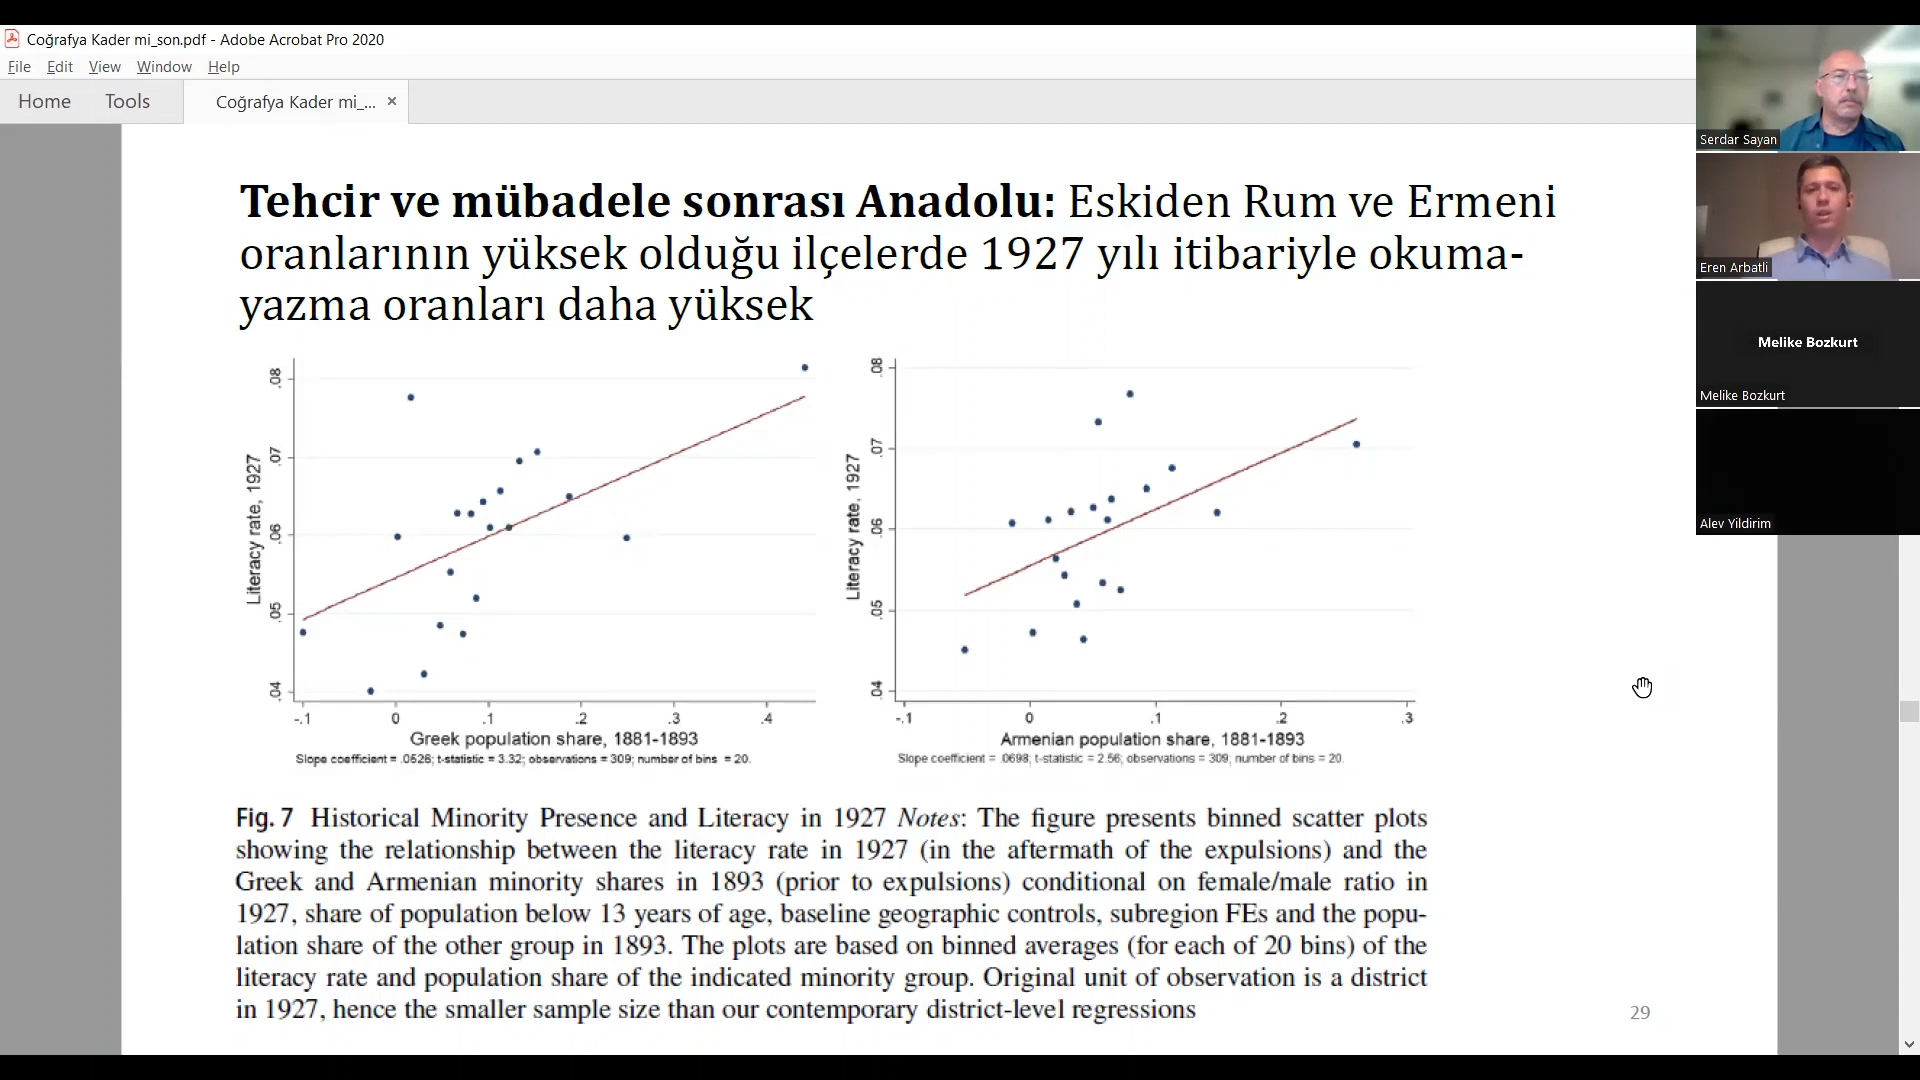 Coğrafya Kader mi_son.pdf - Adobe Acrobat Pro 2020
File Edit View Window Help
Home Tools Coğrafya Kader mi_... ×
Tehcir ve mübadele sonrası Anadolu: Eskiden Rum ve Ermeni
oranlarının yüksek olduğu ilçelerde 1927 yılı itibariyle okuma-
yazma oranları daha yüksek
Literacy rate, 1927
.08
.07
.06
.05
.04
-.1 0 .1 .2 .3 .4
Greek population share, 1881-1893
Slope coefficient = .0526; t-statistic = 3.32; observations = 309; number of bins = 20.
Literacy rate, 1927
.08
.07
.06
.05
.04
-.1 0 .1 .2 .3
Armenian population share, 1881-1893
Slope coefficient = .0698; t-statistic = 2.56; observations = 309; number of bins = 20.
Fig. 7 Historical Minority Presence and Literacy in 1927 Notes: The figure presents binned scatter plots
showing the relationship between the literacy rate in 1927 (in the aftermath of the expulsions) and the
Greek and Armenian minority shares in 1893 (prior to expulsions) conditional on female/male ratio in
1927, share of population below 13 years of age, baseline geographic controls, subregion FEs and the popu-
lation share of the other group in 1893. The plots are based on binned averages (for each of 20 bins) of the
literacy rate and population share of the indicated minority group. Original unit of observation is a district
in 1927, hence the smaller sample size than our contemporary district-level regressions
29
Serdar Sayan
Eren Arbatli
Melike Bozkurt
Melike Bozkurt
Alev Yildirim